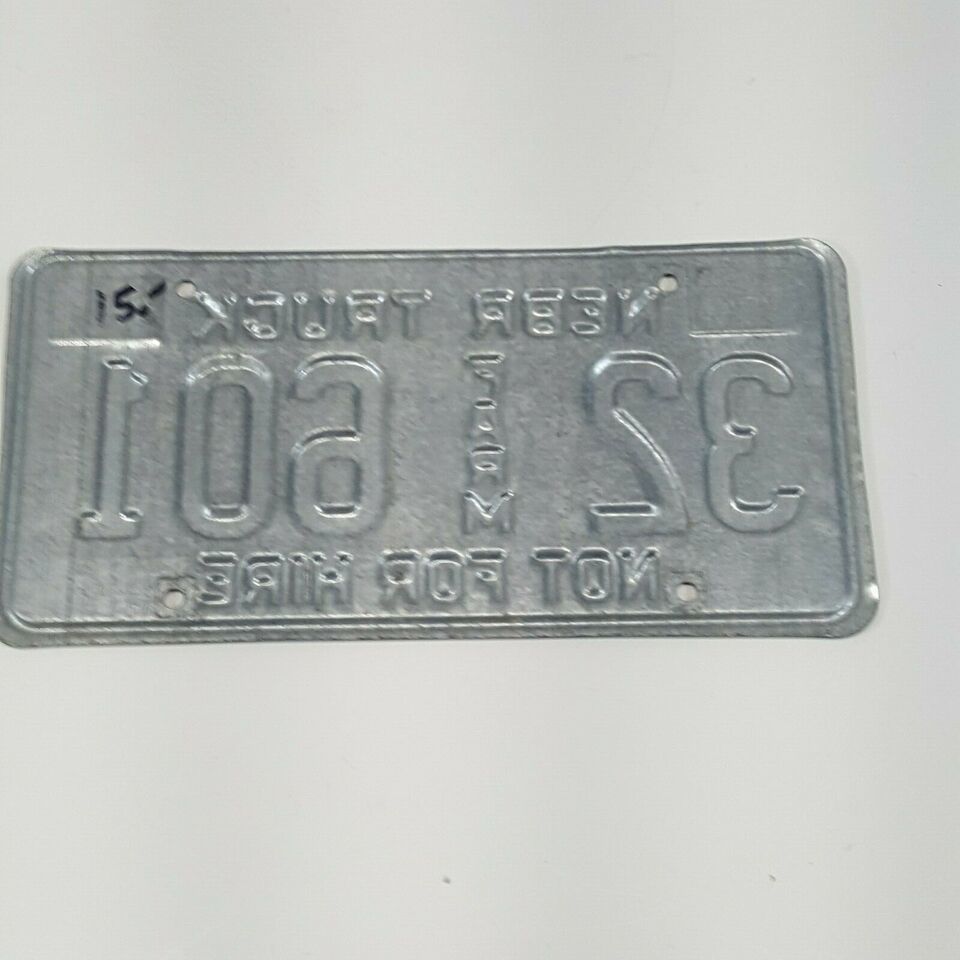 15.-
NEBR TRUCK
32 FARM 601
NOT FOR HIRE